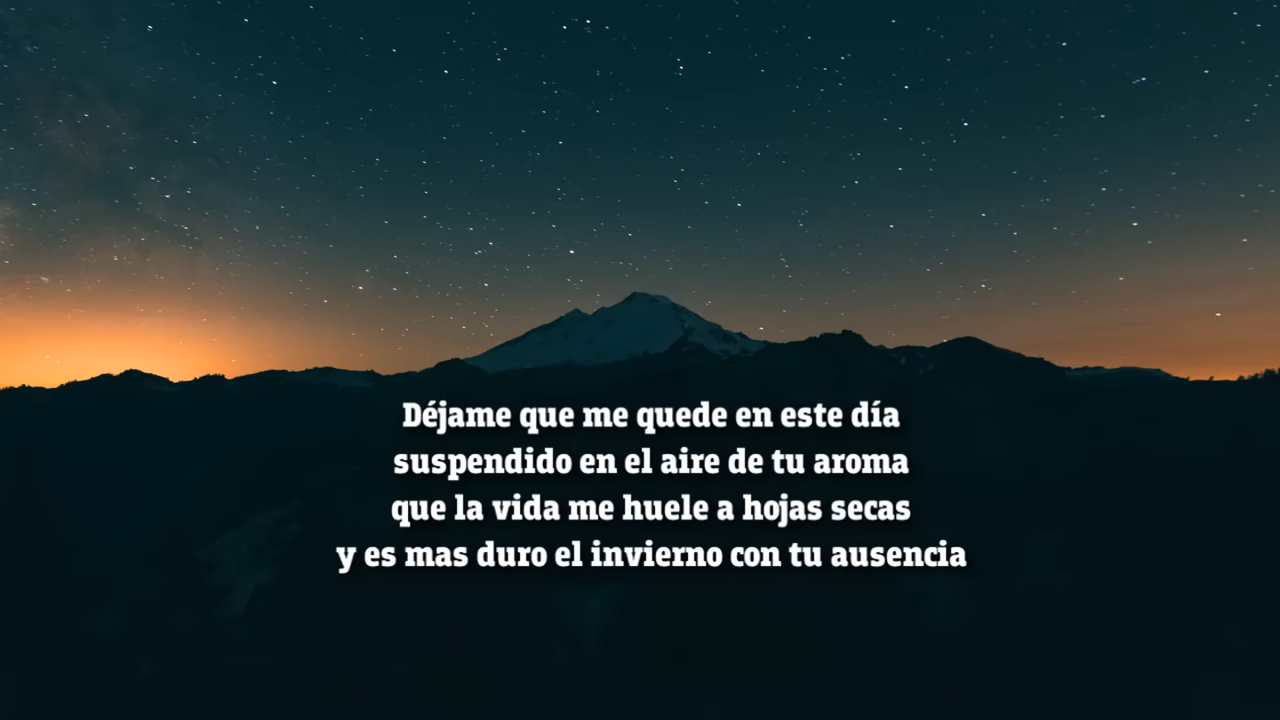 Déjame que me quede en este día
suspendido en el aire de tu aroma
que la vida me huele a hojas secas
y es mas duro el invierno con tu ausencia